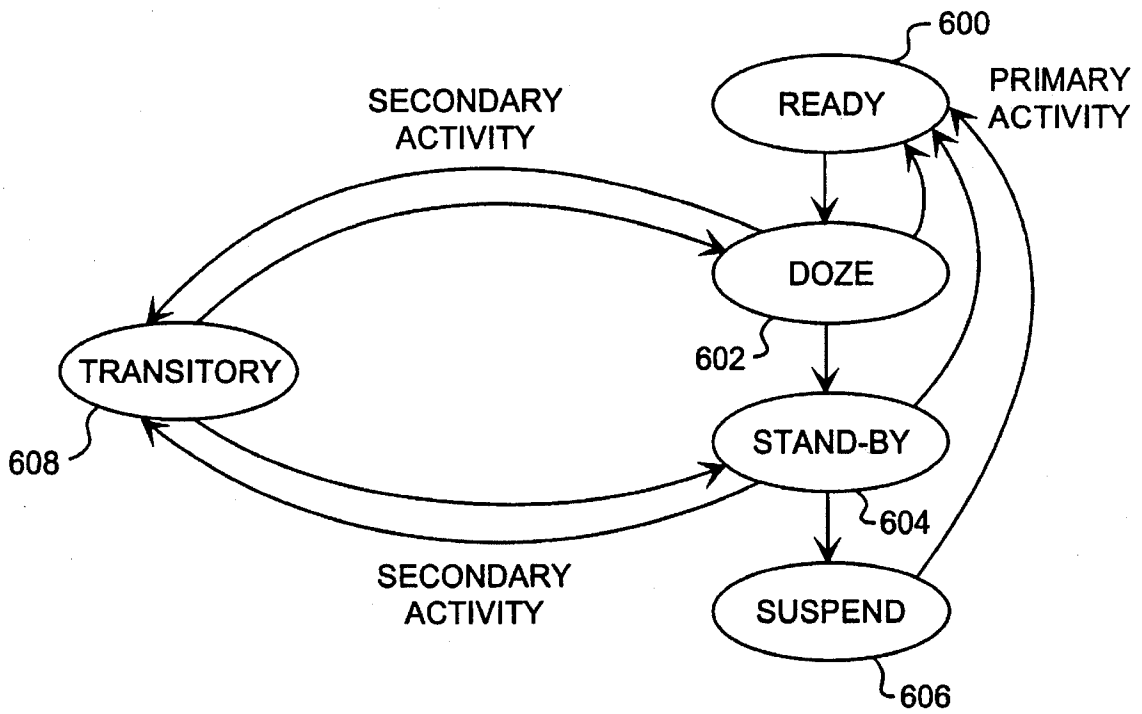 600
READY
PRIMARY
ACTIVITY
SECONDARY
ACTIVITY
DOZE
602
TRANSITORY
608
STAND-BY
604
SECONDARY
ACTIVITY
SUSPEND
606